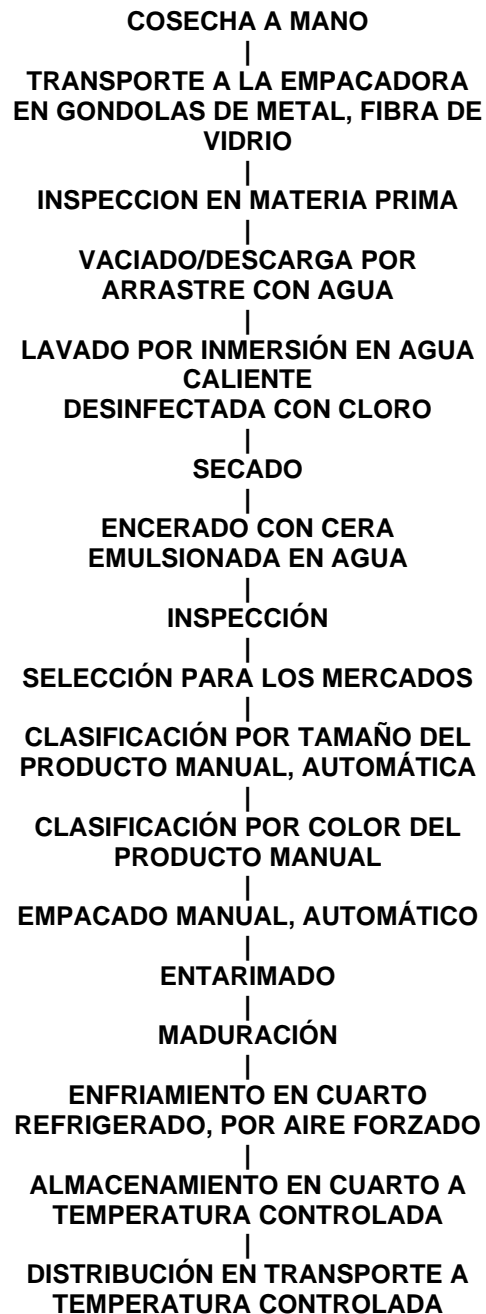 COSECHA A MANO
|
TRANSPORTE A LA EMPACADORA
EN GONDOLAS DE METAL, FIBRA DE
VIDRIO
|
INSPECCION EN MATERIA PRIMA
|
VACIADO/DESCARGA POR
ARRASTRE CON AGUA
|
LAVADO POR INMERSIÓN EN AGUA
CALIENTE
DESINFECTADA CON CLORO
|
SECADO
|
ENCERADO CON CERA
EMULSIONADA EN AGUA
|
INSPECCIÓN
|
SELECCIÓN PARA LOS MERCADOS
|
CLASIFICACIÓN POR TAMAÑO DEL
PRODUCTO MANUAL, AUTOMÁTICA
|
CLASIFICACIÓN POR COLOR DEL
PRODUCTO MANUAL
|
EMPACADO MANUAL, AUTOMÁTICO
|
ENTARIMADO
|
MADURACIÓN
|
ENFRIAMIENTO EN CUARTO
REFRIGERADO, POR AIRE FORZADO
|
ALMACENAMIENTO EN CUARTO A
TEMPERATURA CONTROLADA
|
DISTRIBUCIÓN EN TRANSPORTE A
TEMPERATURA CONTROLADA